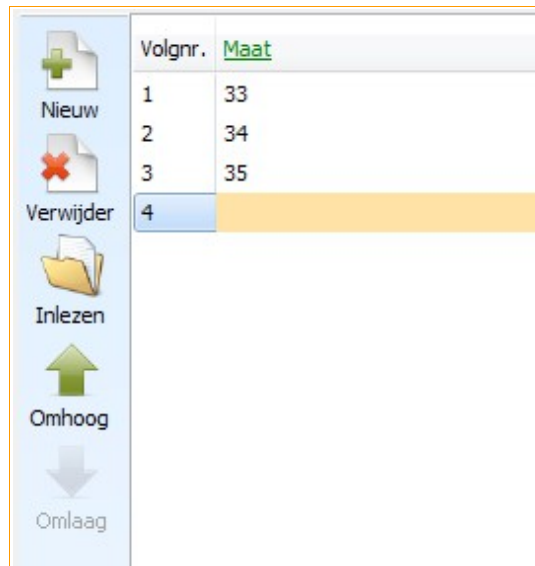 Nieuw
Verwijder
Inlezen
Omhoog
Omlaag
Volgnr. Maat
1 33
2 34
3 35
4